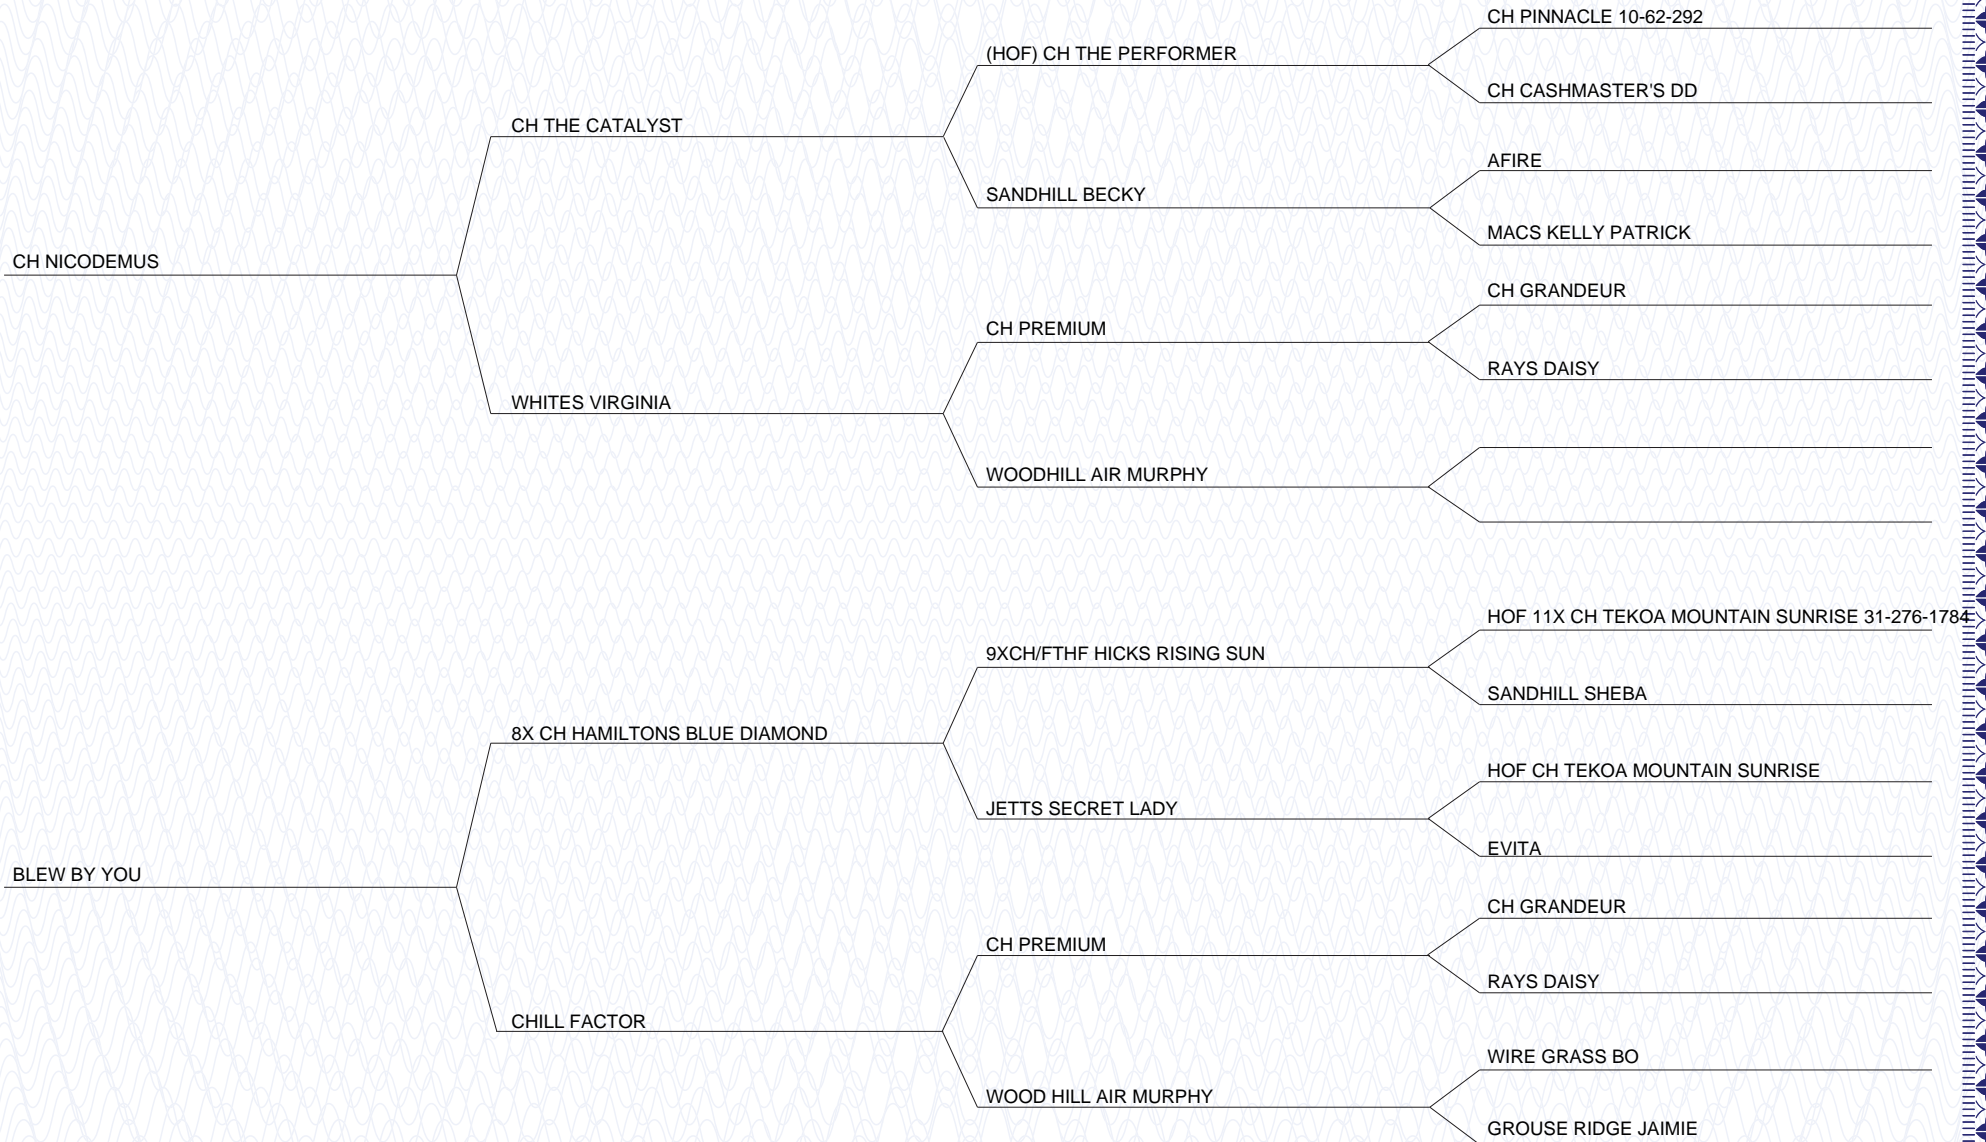 CH PINNACLE 10-62-292
(HOF) CH THE PERFORMER
CH CASHMASTER'S DD
CH THE CATALYST
AFIRE
SANDHILL BECKY
MACS KELLY PATRICK
CH NICODEMUS
CH GRANDEUR
CH PREMIUM
RAYS DAISY
WHITES VIRGINIA
WOODHILL AIR MURPHY
HOF 11X CH TEKOA MOUNTAIN SUNRISE 31-276-1784
9XCH/FTHF HICKS RISING SUN
SANDHILL SHEBA
8X CH HAMILTONS BLUE DIAMOND
HOF CH TEKOA MOUNTAIN SUNRISE
JETTS SECRET LADY
EVITA
BLEW BY YOU
CH GRANDEUR
CH PREMIUM
RAYS DAISY
CHILL FACTOR
WIRE GRASS BO
WOOD HILL AIR MURPHY
GROUSE RIDGE JAIMIE